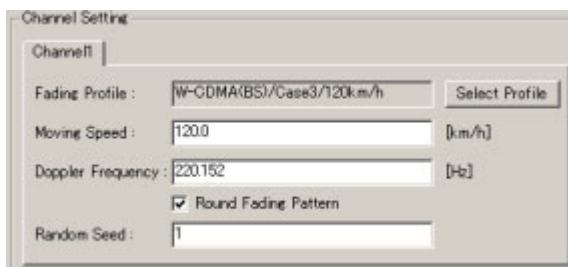 Channel Setting
Channel1
Fading Profile : W-CDMA(BS)/Case3/120km/h Select Profile
Moving Speed : 120.0 [km/h]
Doppler Frequency : 220.152 [Hz]
Round Fading Pattern
Random Seed : 1